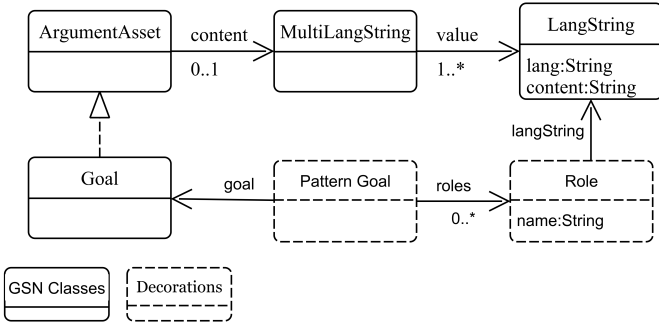 ArgumentAsset
content
0..1
MultiLangString
value
1..*
LangString
lang:String
content:String
langString
Goal
goal
Pattern Goal
roles
0..*
Role
name:String
GSN Classes
Decorations